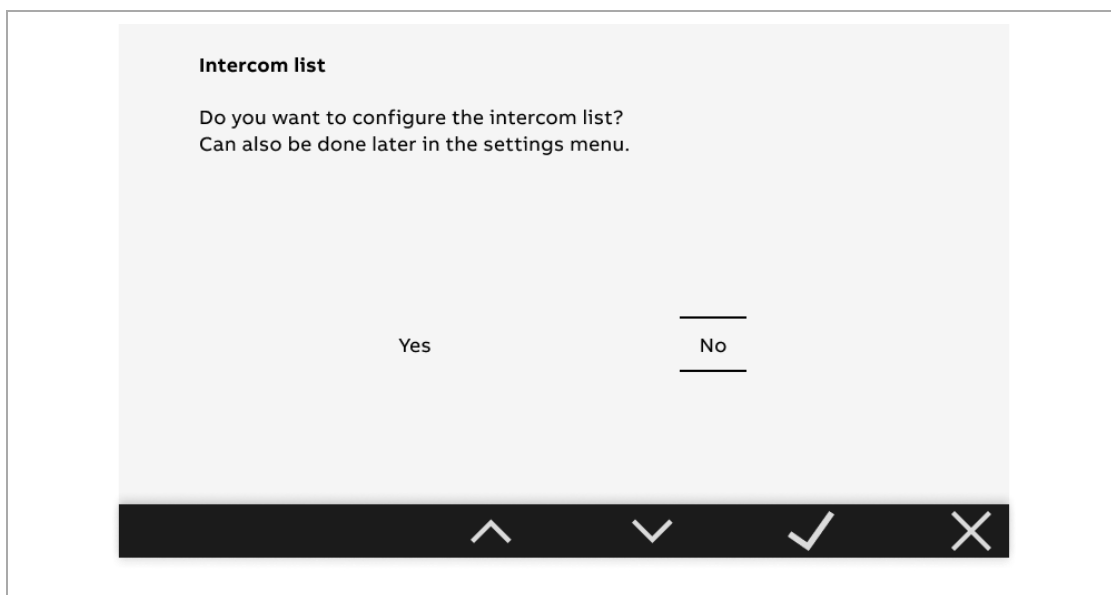 Intercom list
Do you want to configure the intercom list?
Can also be done later in the settings menu.
Yes No